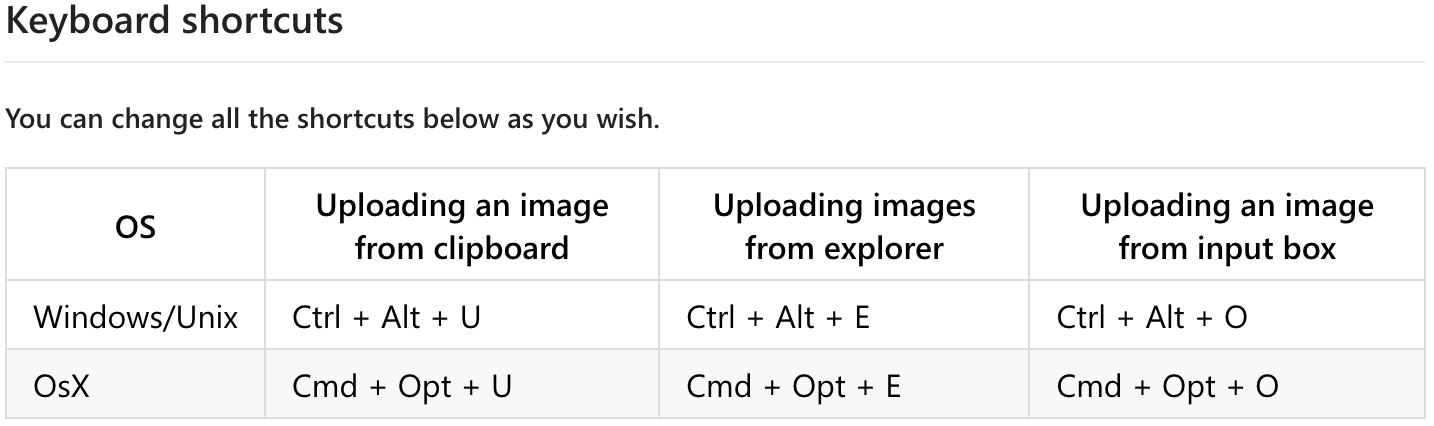 Keyboard shortcuts
You can change all the shortcuts below as you wish.
OS
Uploading an image
from clipboard
Uploading images
from explorer
Uploading an image
from input box
Windows/Unix
Ctrl + Alt + U
Ctrl + Alt + E
Ctrl + Alt + O
OsX
Cmd + Opt + U
Cmd + Opt + E
Cmd + Opt + O